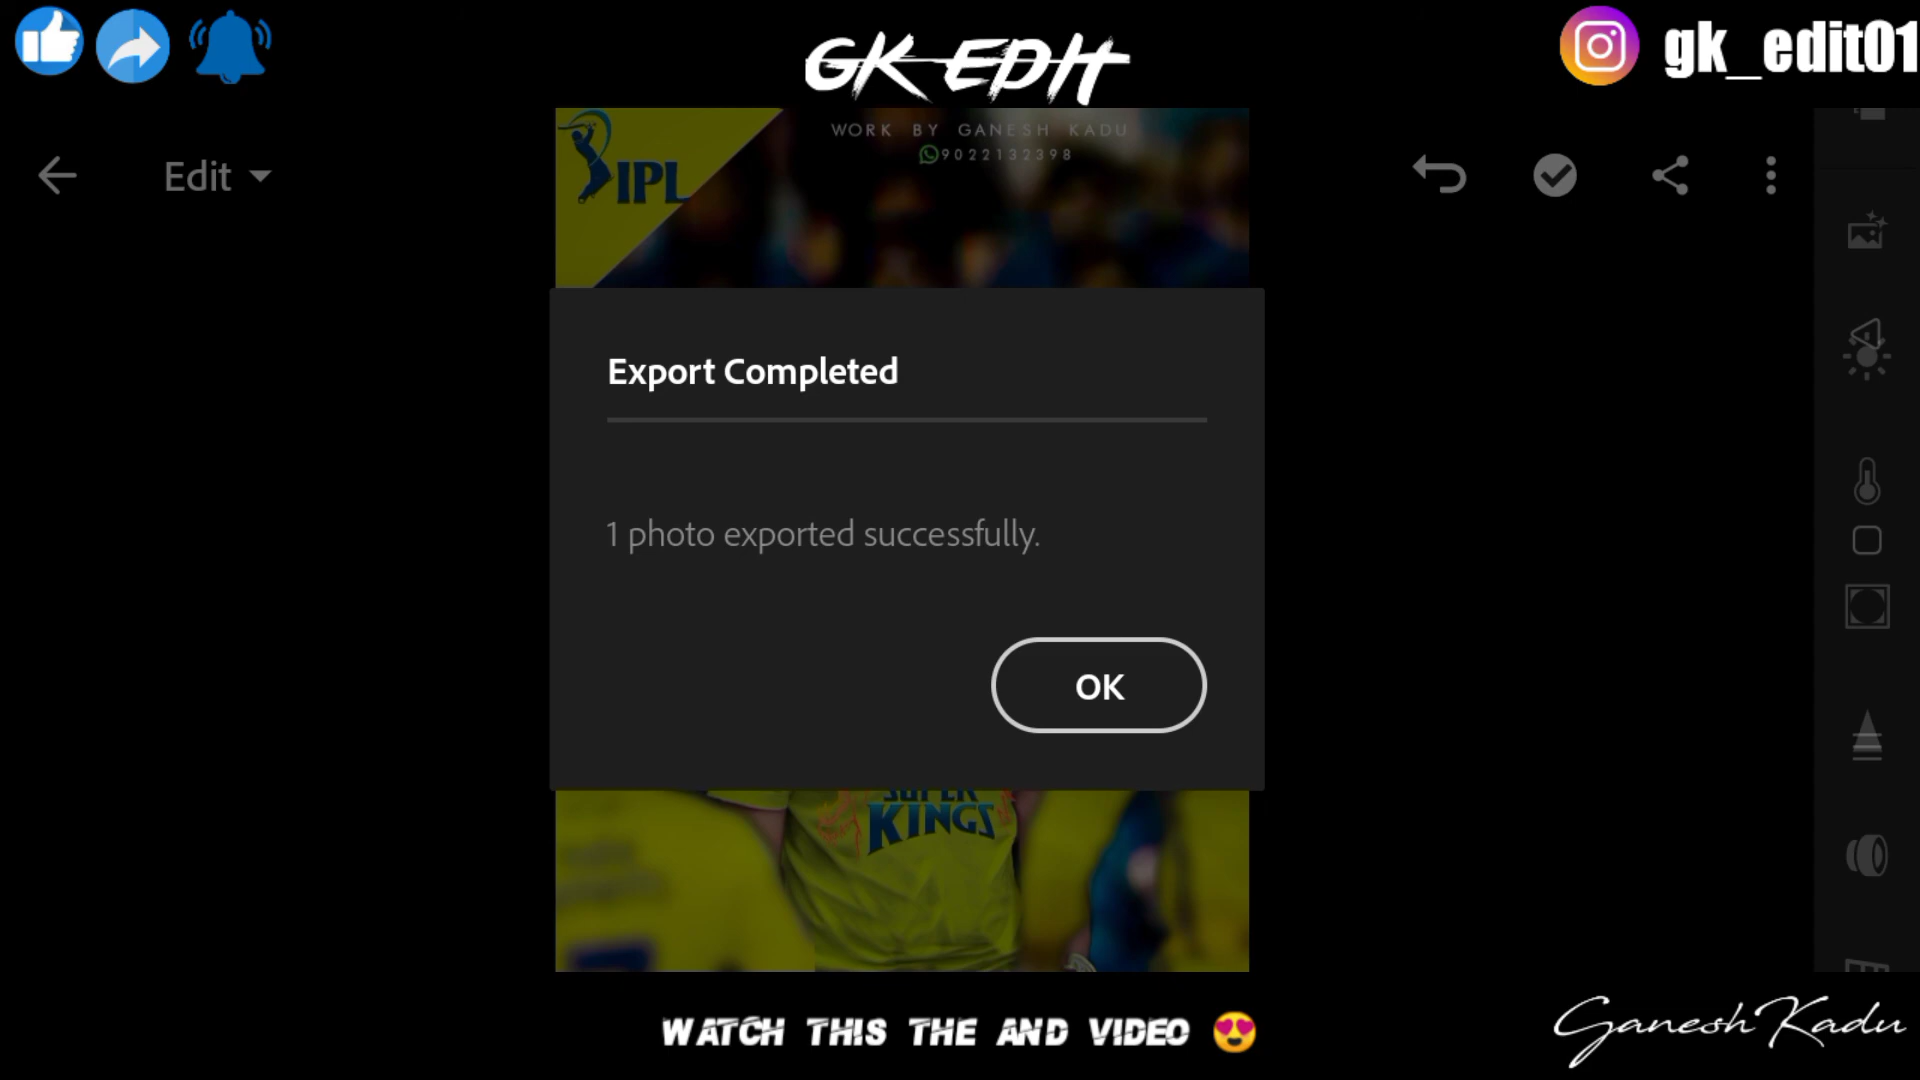 GK EDIT
gk_edit01
WORK BY GANESH KADU
9022132398
Edit
IPL
Export Completed
1 photo exported successfully.
OK
SUPER
KINGS
WATCH THIS THE AND VIDEO 😍
Ganesh Kadu